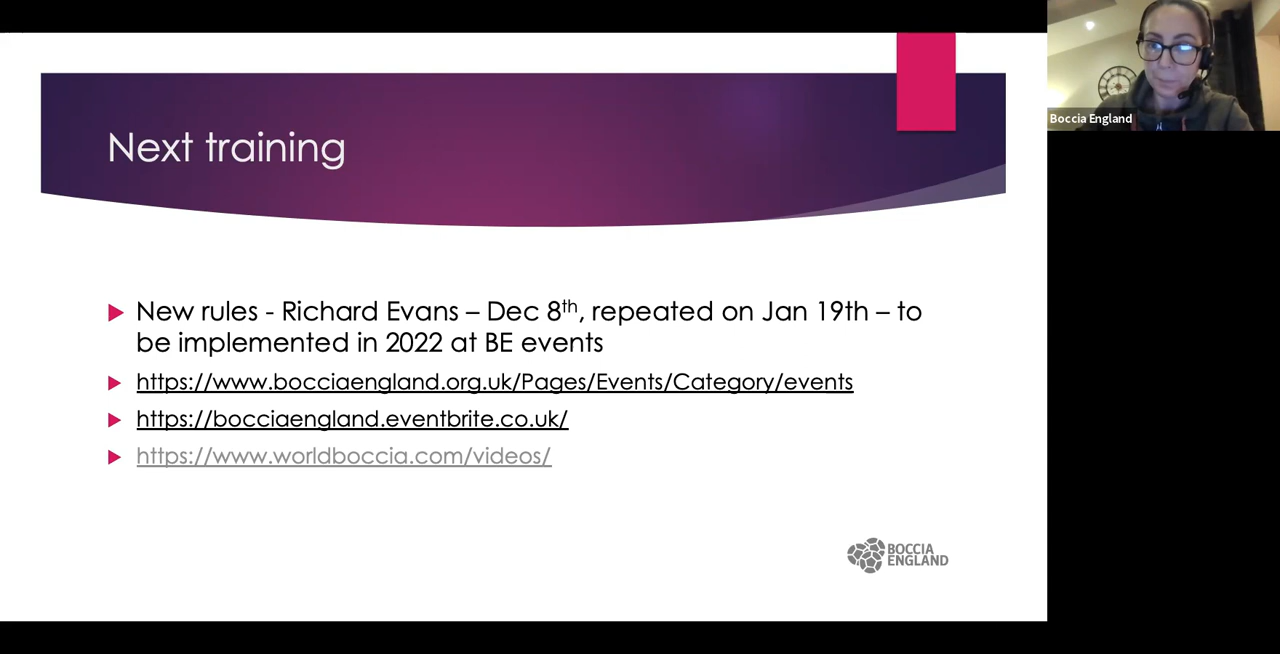 Next training
New rules - Richard Evans – Dec 8th, repeated on Jan 19th – to
be implemented in 2022 at BE events
https://www.bocciaengland.org.uk/Pages/Events/Category/events
https://bocciaengland.eventbrite.co.uk/
https://www.worldboccia.com/videos/
BOCCIA
ENGLAND
Boccia England